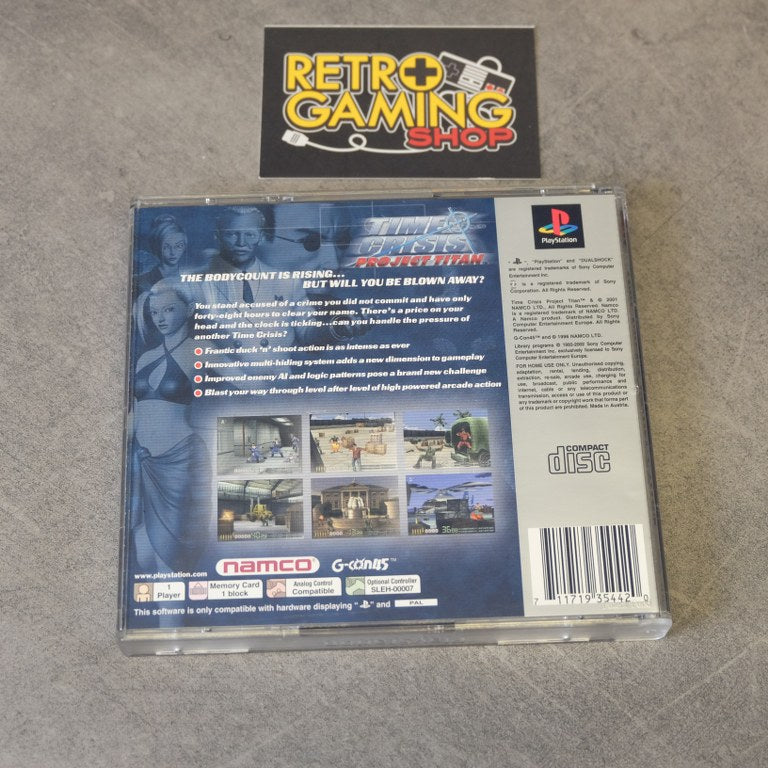 RETRO
GAMING
SHOP
TIME
CRISIS
PROJECT TITAN
THE BODYCOUNT IS RISING...
BUT WILL YOU BE BLOWN AWAY?
You stand accused of a crime you did not commit and have only
forty-eight hours to clear your name. There's a price on your
head and the clock is ticking...can you handle the pressure of
another Time Crisis?
Frantic duck 'n' shoot action is as intense as ever
Innovative multi-hiding system adds a new dimension to gameplay
Improved enemy AI and logic patterns pose a brand new challenge
Blast your way through level after level of high powered arcade action
namco
G-CON45™
www.playstation.com
1
Player
Memory Card
1 block
Analog Control
Compatible
Optional Controller
SLEH-00007
This software is only compatible with hardware displaying " " and PAL
PlayStation
", "PlayStation" and "DUALSHOCK"
are registered trademarks of Sony Computer
Entertainment Inc.
is a registered trademark of Sony
Corporation. All Rights Reserved.
Time Crisis Project Titan™ & © 2001
NAMCO LTD. All Rights Reserved Namco
is a registered trademark of NAMCO LTD.
A Namco product. Distributed by Sony
Computer Entertainment Europe. All Rights
Reserved.
G-Con45™ and © 1996 NAMCO LTD.
Library programs © 1992-2000 Sony Computer
Entertainment Inc. exclusively licensed to Sony
Computer Entertainment Europe.
FOR HOME USE ONLY. Unauthorised copying,
adaptation, rental, lending, distribution,
extraction, re-sale, arcade use, charging for
use, broadcast, public performance and
internet, cable or any telecommunications
transmission, access or use of this product or
any trademark or copyright work that forms part
of this product are prohibited. Made in Austria.
COMPACT
disc
7 11719 35442 0